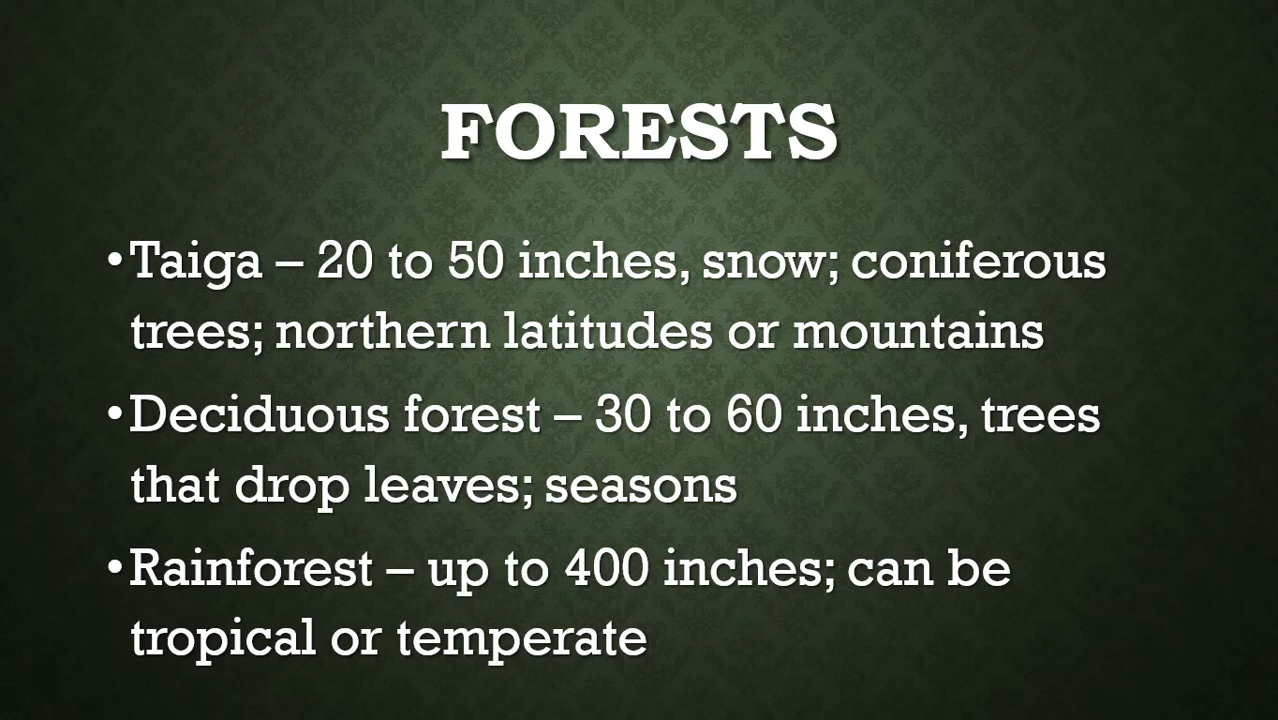 FORESTS
•Taiga – 20 to 50 inches, snow; coniferous
trees; northern latitudes or mountains
•Deciduous forest – 30 to 60 inches, trees
that drop leaves; seasons
•Rainforest – up to 400 inches; can be
tropical or temperate